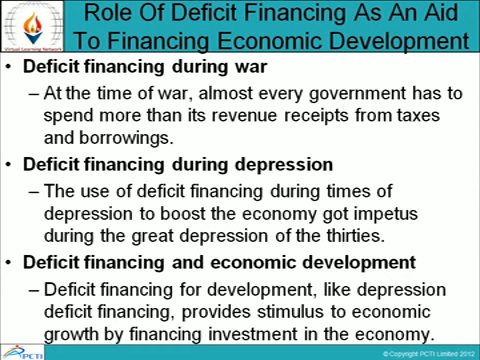 Role Of Deficit Financing As An Aid
To Financing Economic Development
Virtual Learning Network
• Deficit financing during war
– At the time of war, almost every government has to
spend more than its revenue receipts from taxes
and borrowings.
• Deficit financing during depression
– The use of deficit financing during times of
depression to boost the economy got impetus
during the great depression of the thirties.
• Deficit financing and economic development
– Deficit financing for development, like depression
deficit financing, provides stimulus to economic
growth by financing investment in the economy.
PCTI
© Copyright PCTI Limited 2012